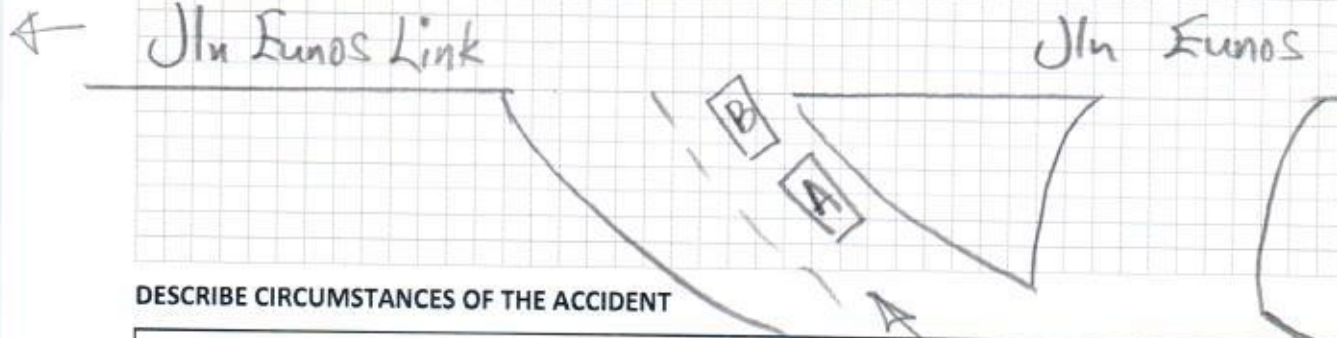 Jln Eunos Link
Jln Eunos
B
A
DESCRIBE CIRCUMSTANCES OF THE ACCIDENT